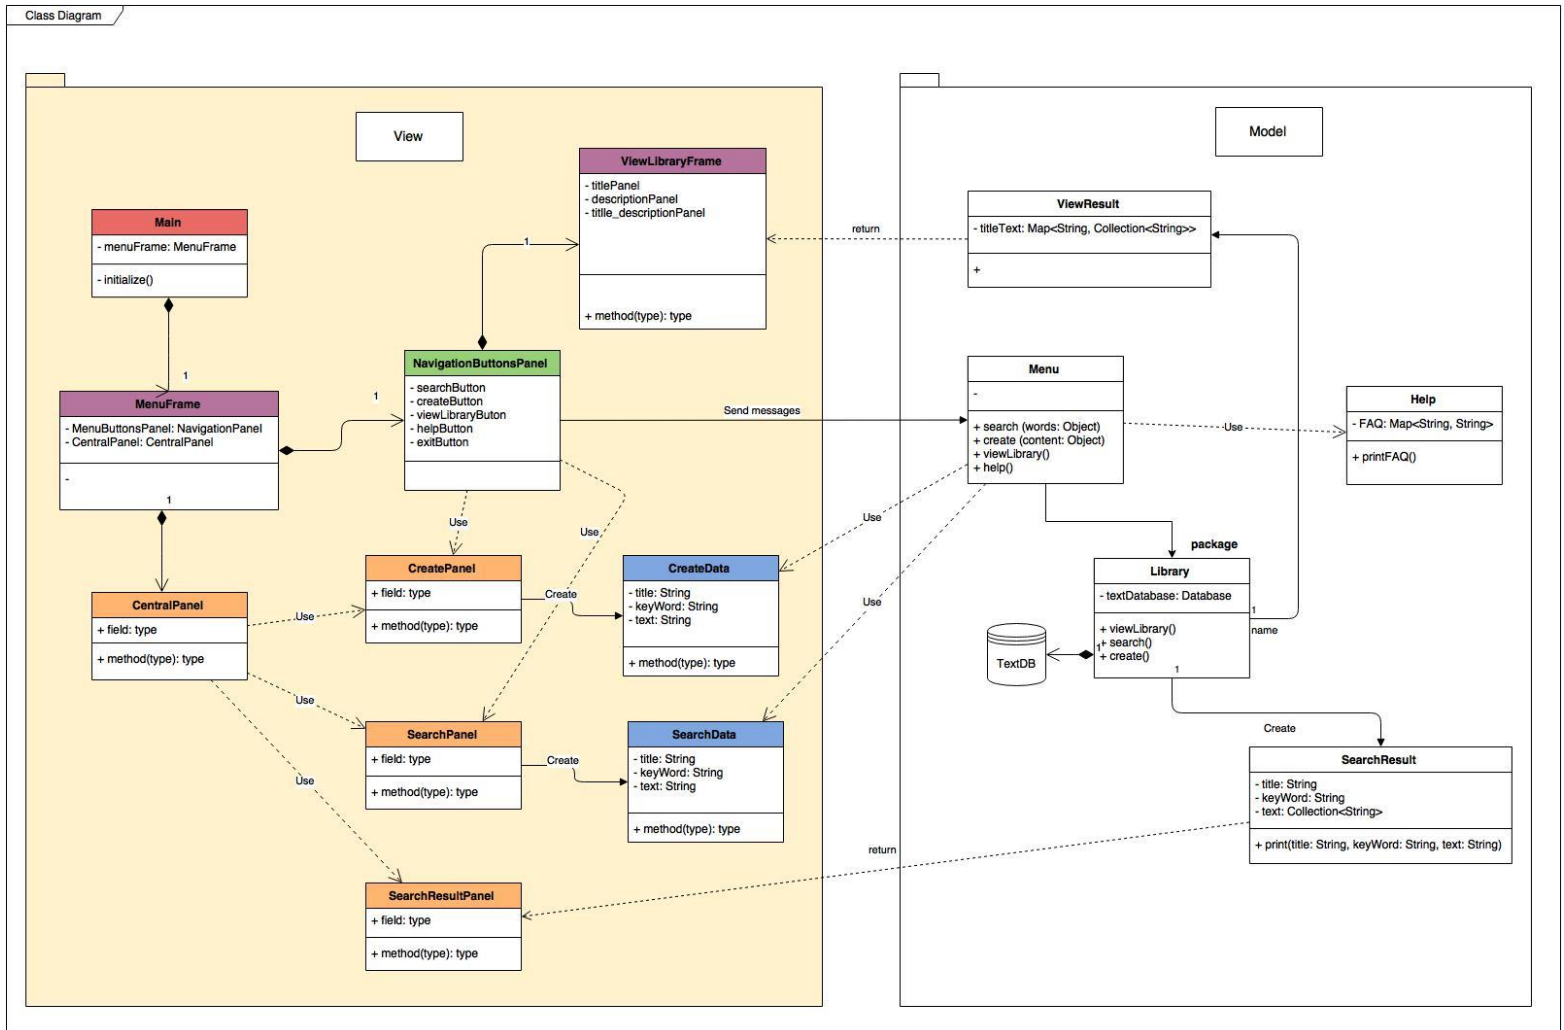 Class Diagram
View
Main
- menuFrame: MenuFrame
- initialize()
1
MenuFrame
- MenuButtonsPanel: NavigationPanel
- CentralPanel: CentralPanel
-
1
1
NavigationButtonsPanel
- searchButton
- createButton
- viewLibraryButon
- helpButton
- exitButton
1
ViewLibraryFrame
- titlePanel
- descriptionPanel
- titlle_descriptionPanel
+ method(type): type
CentralPanel
+ field: type
+ method(type): type
Use
Use
Use
Use
Use
CreatePanel
+ field: type
+ method(type): type
Create
CreateData
- title: String
- keyWord: String
- text: String
+ method(type): type
SearchPanel
+ field: type
+ method(type): type
Create
SearchData
- title: String
- keyWord: String
- text: String
+ method(type): type
SearchResultPanel
+ field: type
+ method(type): type
return
Send messages
Use
Use
return
Model
ViewResult
- titleText: Map<String, Collection<String>>
+
Menu
-
+ search (words: Object)
+ create (content: Object)
+ viewLibrary()
+ help()
Use
Help
- FAQ: Map<String, String>
+ printFAQ()
package
Library
- textDatabase: Database
+ viewLibrary()
+ search()
+ create()
1
name
1
1
TextDB
Create
SearchResult
- title: String
- keyWord: String
- text: Collection<String>
+ print(title: String, keyWord: String, text: String)